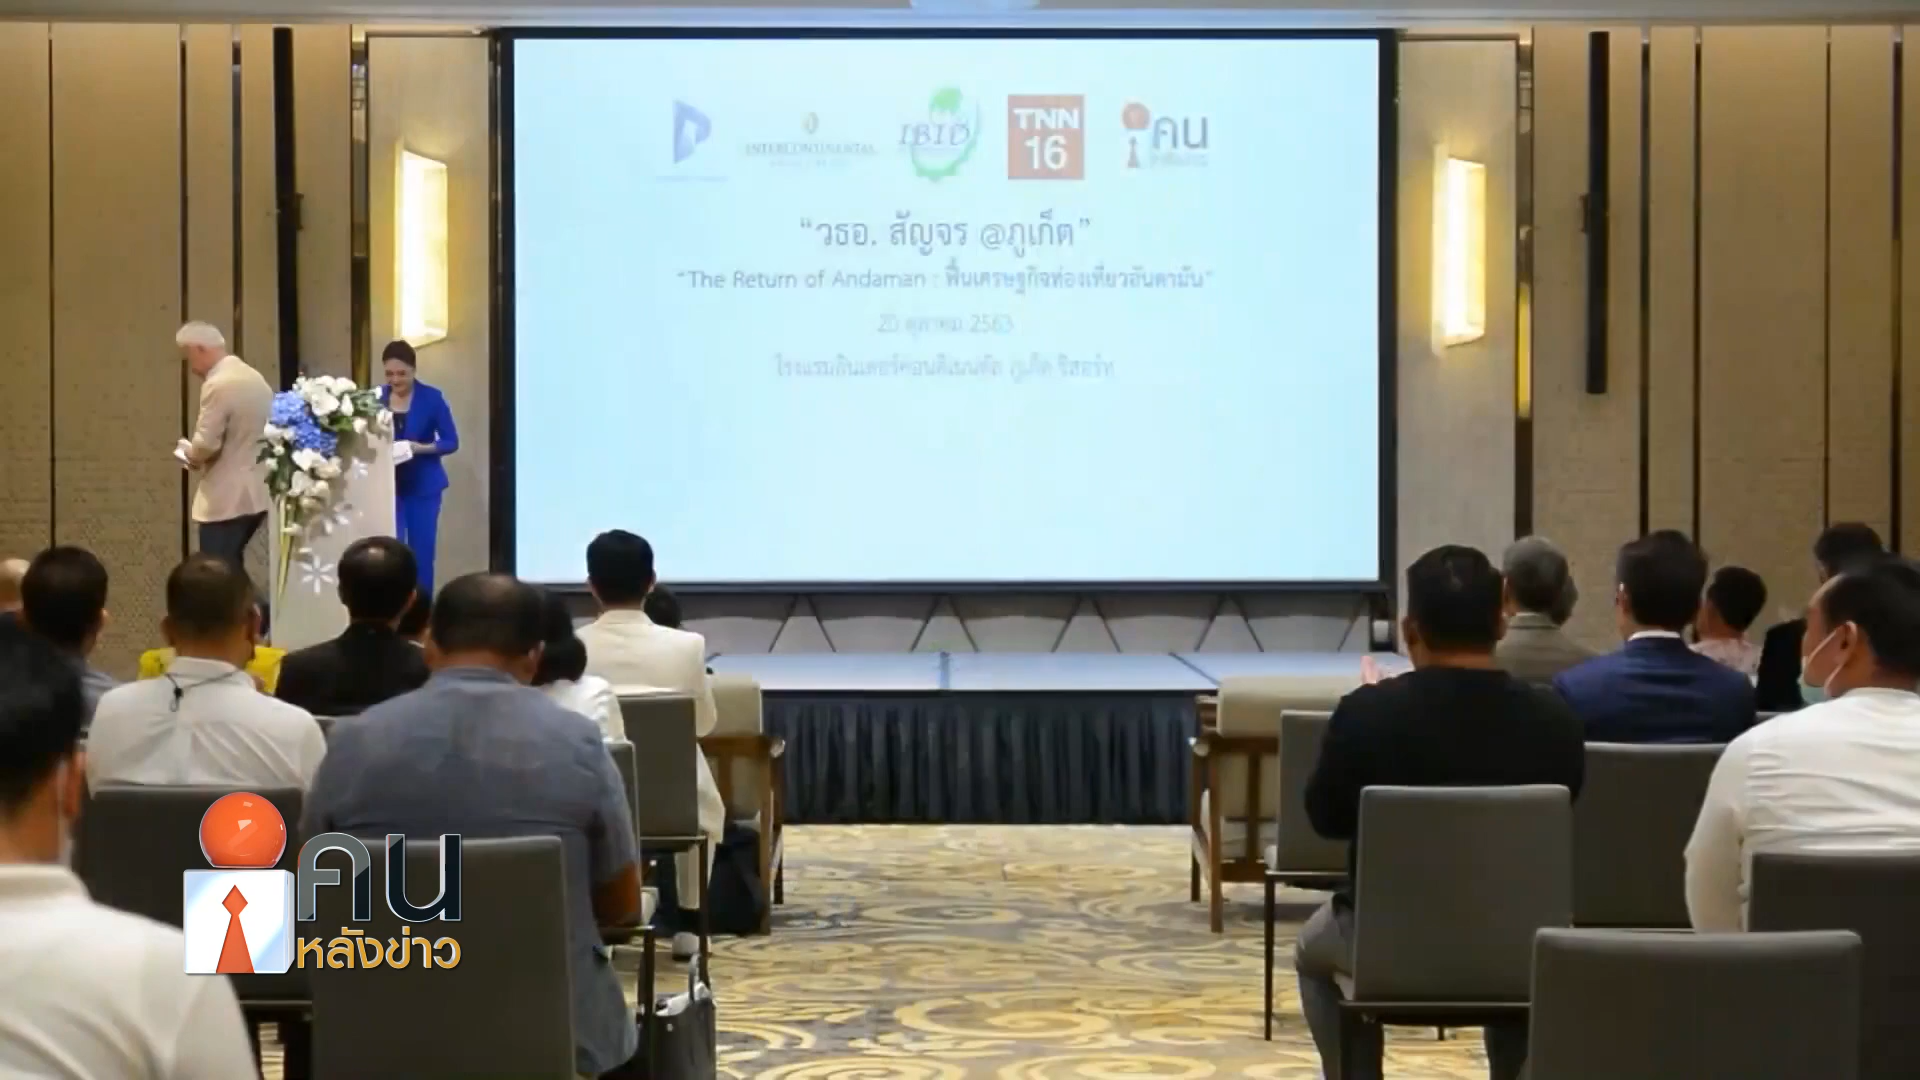 INTERCONTINENTAL
IBID
TNN
16
คน
“วธอ. สัญจร @ภูเก็ต”
“The Return of Andaman : ฟื้นเศรษฐกิจท่องเที่ยวอันดามัน”
20 ตุลาคม 2563
โรงแรมอินเตอร์คอนติเนนตัล ภูเก็ต รีสอร์ท
คน
หลังข่าว